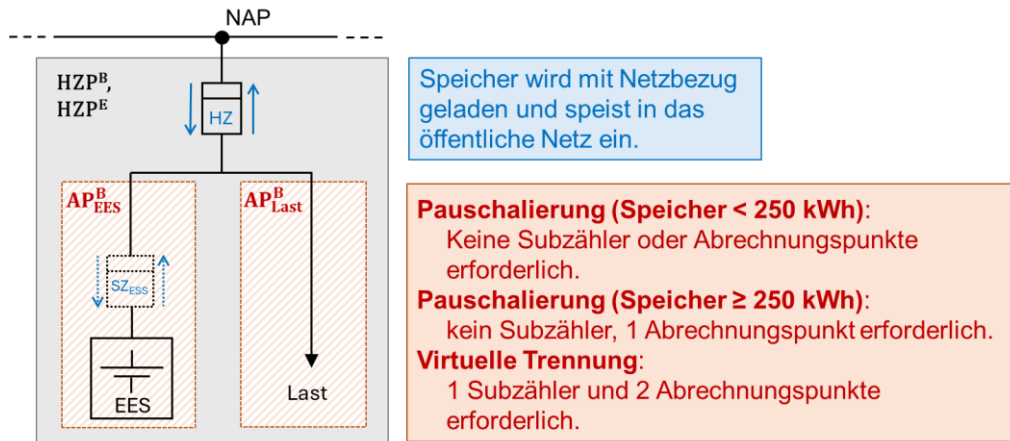 NAP
HZPᴮ,
HZPᴱ
HZ
Speicher wird mit Netzbezug
geladen und speist in das
öffentliche Netz ein.
AP^B_EES
AP^B_Last
SZ_ESS
EES
Last
Pauschalierung (Speicher < 250 kWh):
Keine Subzähler oder Abrechnungspunkte
erforderlich.
Pauschalierung (Speicher ≥ 250 kWh):
kein Subzähler, 1 Abrechnungspunkt erforderlich.
Virtuelle Trennung:
1 Subzähler und 2 Abrechnungspunkte
erforderlich.